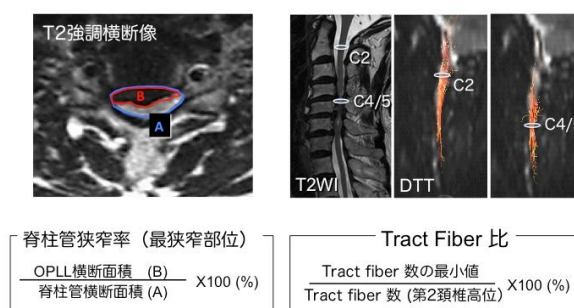 T2強調横断像
B
A
C2
C4/5
T2WI
C2
DTT
C4/
脊柱管狭窄率（最狭窄部位）
OPLL横断面積 (B)
脊柱管横断面積 (A)
X100 (%)
Tract Fiber 比
Tract fiber 数の最小値
Tract fiber 数 (第2頚椎高位)
X100 (%)